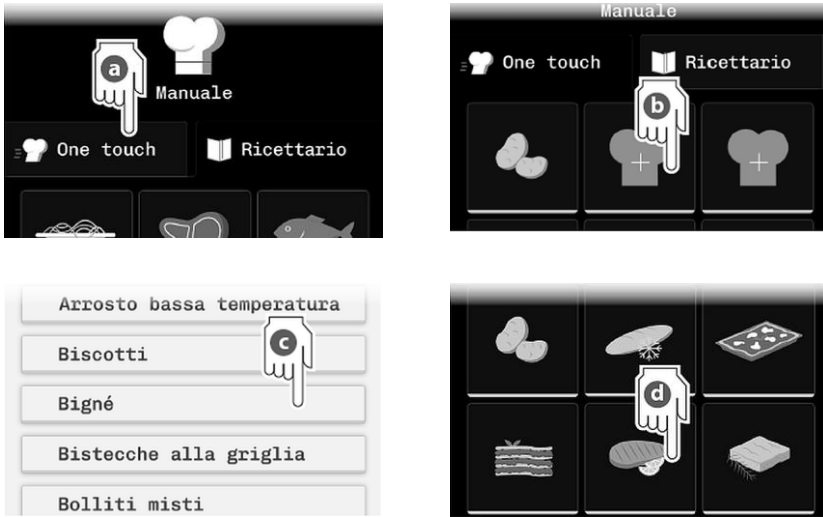 a
Manuale
One touch
Ricettario
Manuale
One touch
Ricettario
b
Arrosto bassa temperatura
Biscotti
c
Bigné
Bistecche alla griglia
Bolliti misti
d